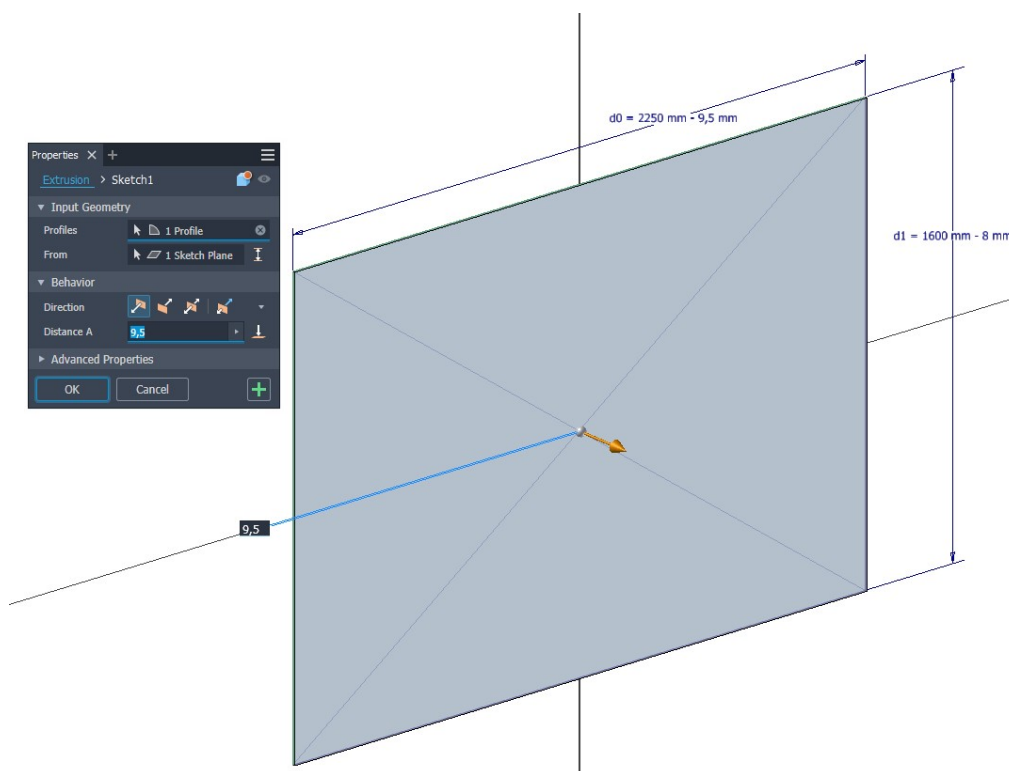 d0 = 2250 mm - 9,5 mm
Properties
Extrusion > Sketch1
Input Geometry
Profiles 1 Profile
From 1 Sketch Plane
Behavior
Direction
Distance A 9,5
Advanced Properties
OK Cancel
d1 = 1600 mm - 8 mm
9,5